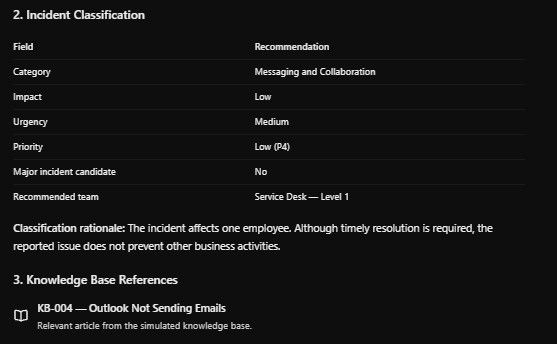 2. Incident Classification
Field Recommendation
Category Messaging and Collaboration
Impact Low
Urgency Medium
Priority Low (P4)
Major incident candidate No
Recommended team Service Desk — Level 1
Classification rationale: The incident affects one employee. Although timely resolution is required, the
reported issue does not prevent other business activities.
3. Knowledge Base References
KB-004 — Outlook Not Sending Emails
Relevant article from the simulated knowledge base.